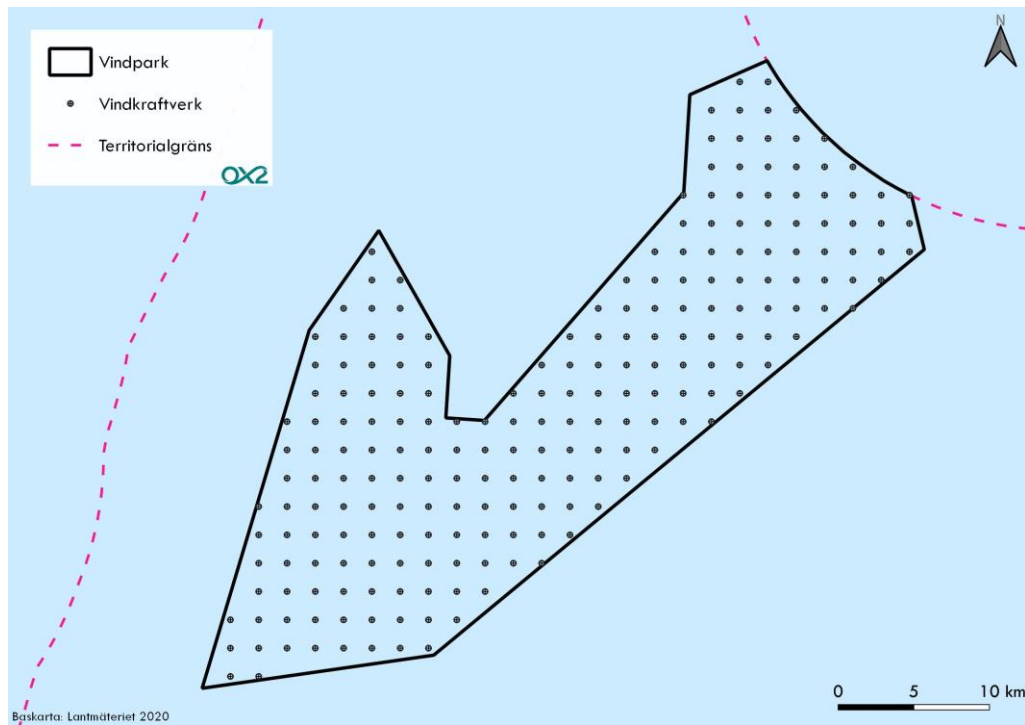 N
Vindpark
Vindkraftverk
Territorialgräns
OX2
Baskarta: Lantmäteriet 2020
0 5 10 km